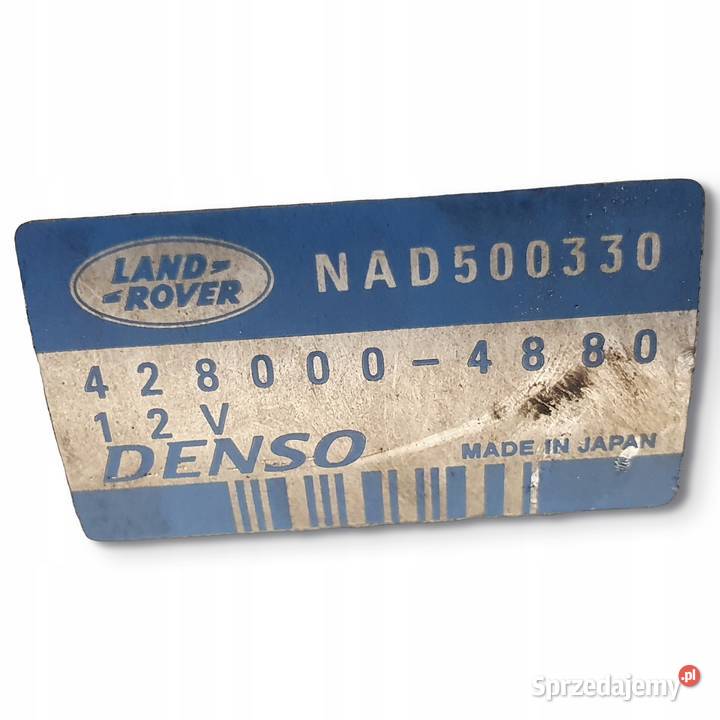 LAND-
-ROVER
NAD500330
428000-4880
12V
DENSO
MADE IN JAPAN
Sprzedajemy.pl